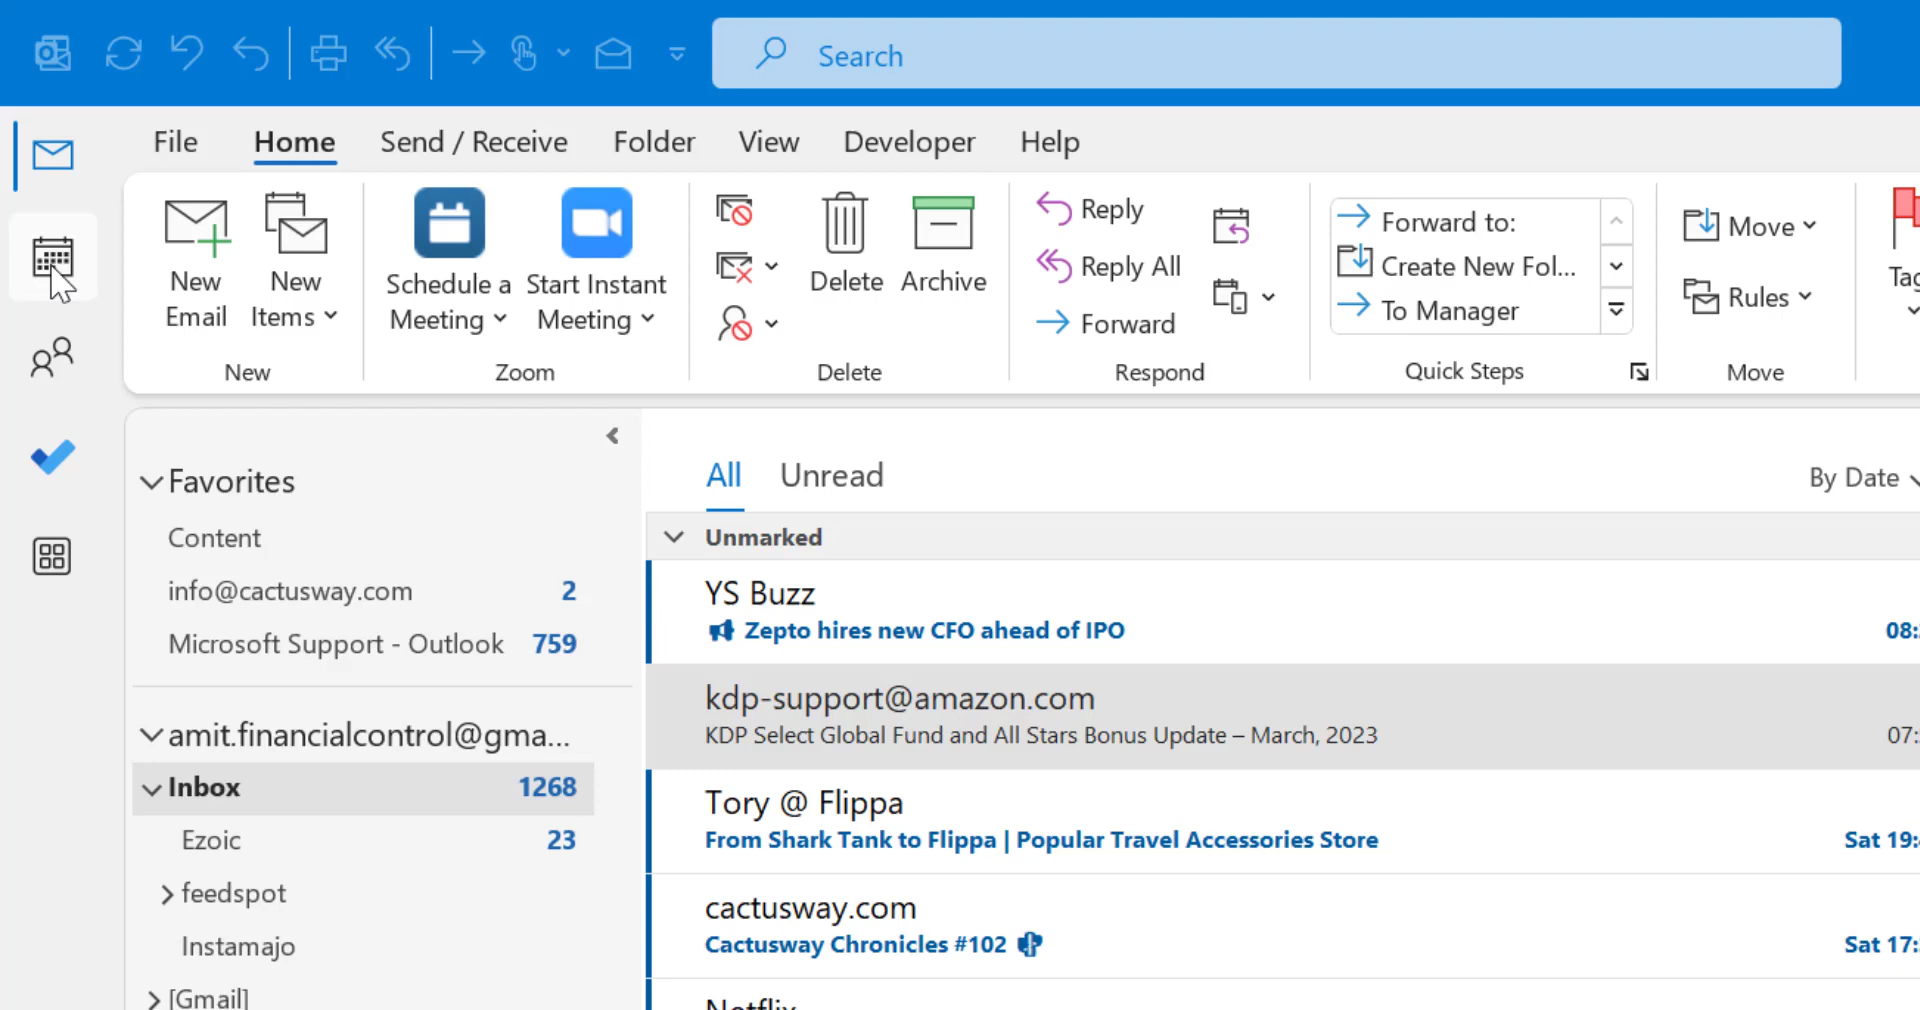 Search
File Home Send / Receive Folder View Developer Help
New Email
New Items
New
Schedule a Meeting
Start Instant Meeting
Zoom
Delete
Archive
Delete
Reply
Reply All
Forward
Respond
Forward to:
Create New Fol...
To Manager
Quick Steps
Move
Rules
Move
Favorites
Content
info@cactusway.com 2
Microsoft Support - Outlook 759
amit.financialcontrol@gma...
Inbox 1268
Ezoic 23
feedspot
Instamajo
[Gmail]
All Unread
By Date
Unmarked
YS Buzz
Zepto hires new CFO ahead of IPO
kdp-support@amazon.com
KDP Select Global Fund and All Stars Bonus Update – March, 2023
Tory @ Flippa
From Shark Tank to Flippa | Popular Travel Accessories Store
Sat 19:
cactusway.com
Cactusway Chronicles #102
Sat 17:
Netflix